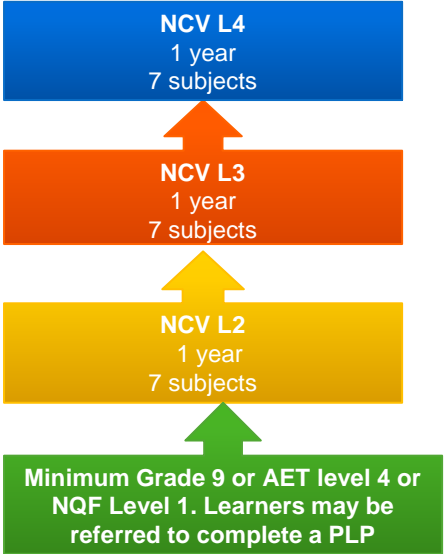 NCV L4
1 year
7 subjects
NCV L3
1 year
7 subjects
NCV L2
1 year
7 subjects
Minimum Grade 9 or AET level 4 or
NQF Level 1. Learners may be
referred to complete a PLP